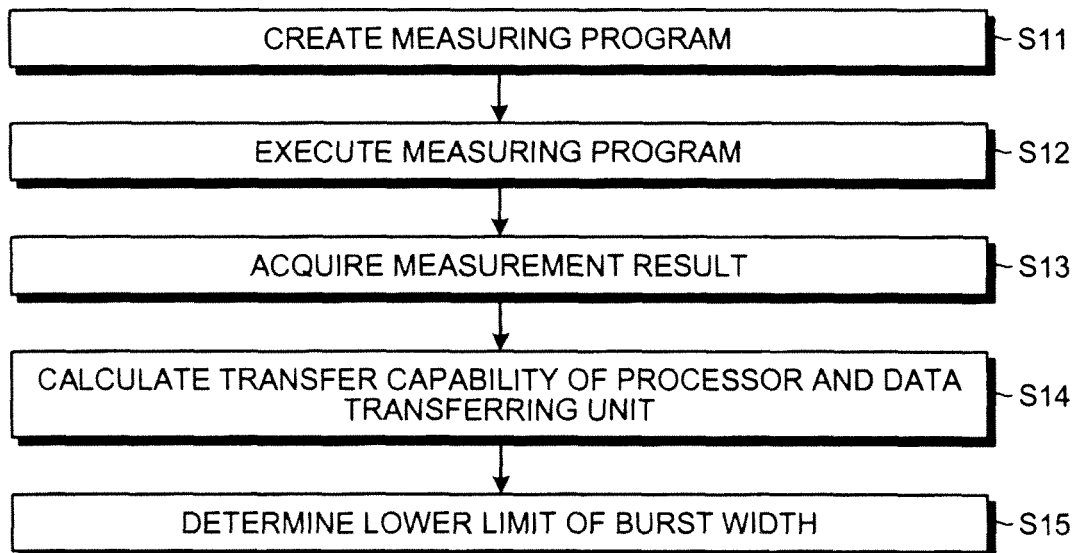 CREATE MEASURING PROGRAM
S11
EXECUTE MEASURING PROGRAM
S12
ACQUIRE MEASUREMENT RESULT
S13
CALCULATE TRANSFER CAPABILITY OF PROCESSOR AND DATA
TRANSFERRING UNIT
S14
DETERMINE LOWER LIMIT OF BURST WIDTH
S15